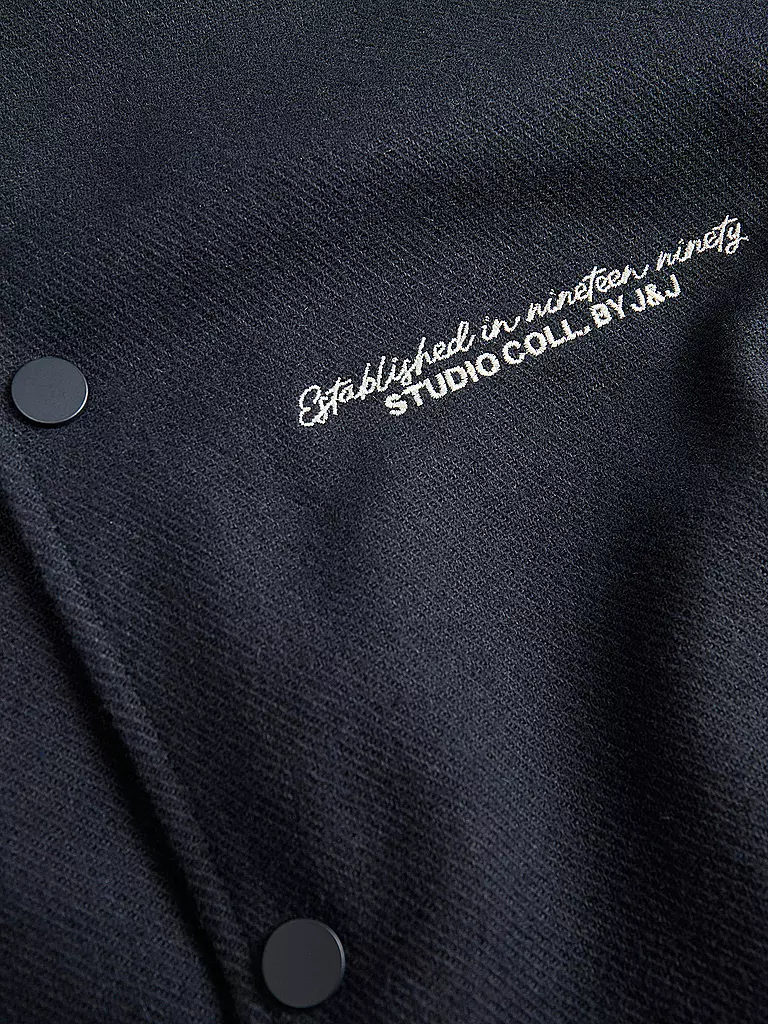 Established in nineteen ninety
STUDIO COLL. BY J&J